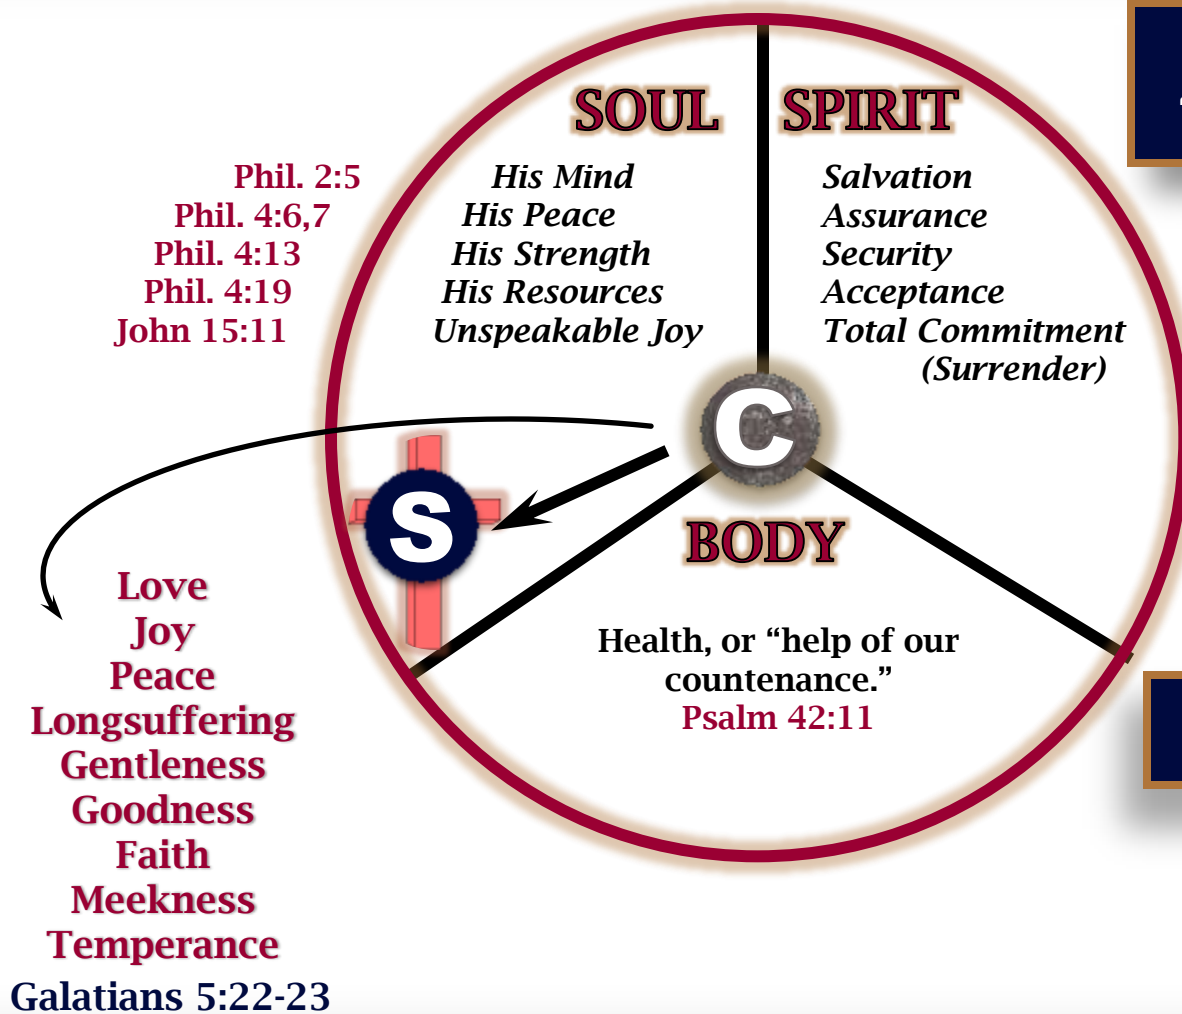 SOUL
SPIRIT
Phil. 2:5
Phil. 4:6,7
Phil. 4:13
Phil. 4:19
John 15:11
His Mind
His Peace
His Strength
His Resources
Unspeakable Joy
Salvation
Assurance
Security
Acceptance
Total Commitment
(Surrender)
C
S
BODY
Health, or “help of our
countenance.”
Psalm 42:11
Love
Joy
Peace
Longsuffering
Gentleness
Goodness
Faith
Meekness
Temperance
Galatians 5:22-23